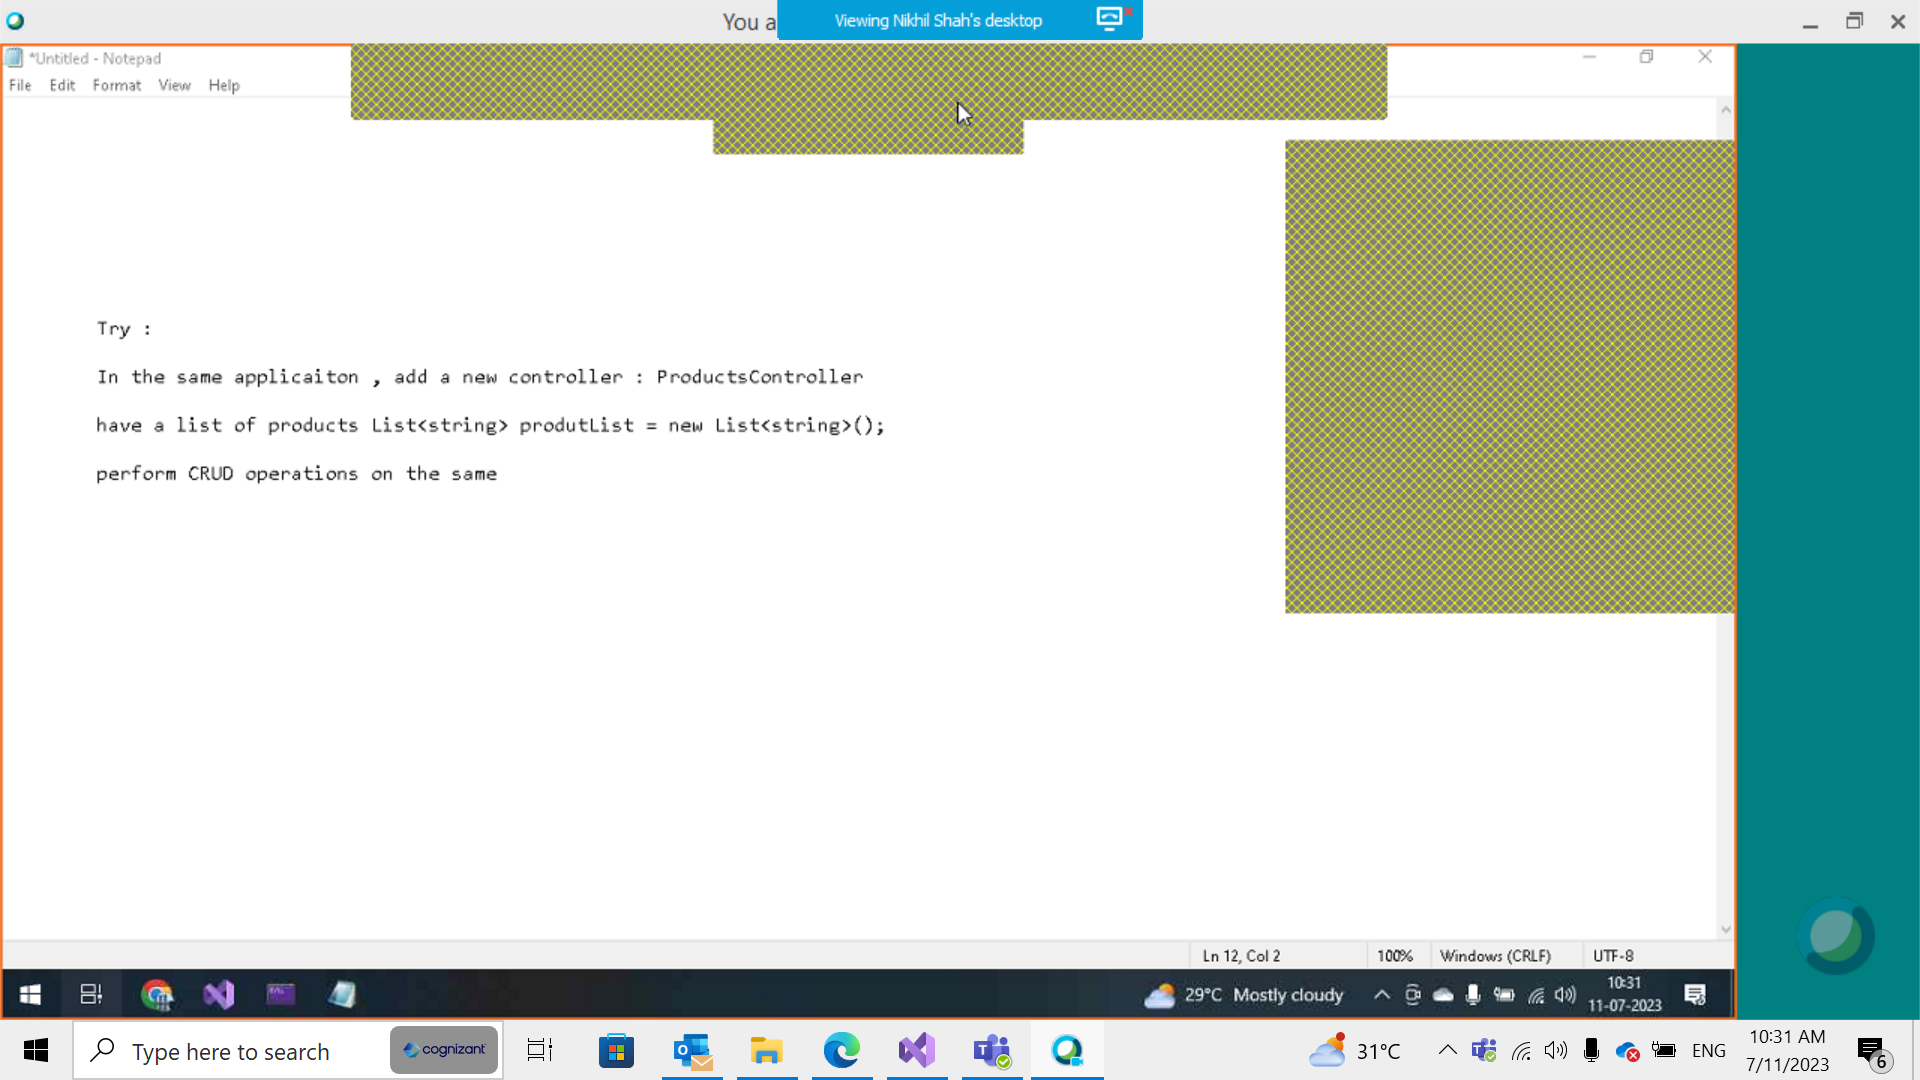 You a
Viewing Nikhil Shah's desktop
*Untitled - Notepad
File Edit Format View Help
Try :
In the same applicaiton , add a new controller : ProductsController
have a list of products List<string> produtList = new List<string>();
perform CRUD operations on the same
Ln 12, Col 2 100% Windows (CRLF) UTF-8
29°C Mostly cloudy
10:31
11-07-2023
Type here to search
cognizant
31°C
ENG
10:31 AM
7/11/2023
6